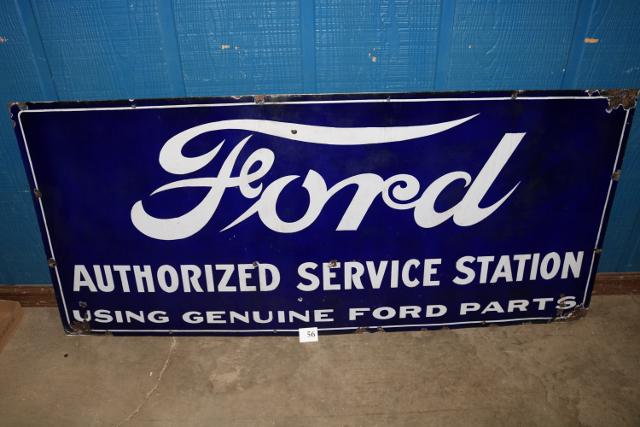 Ford
AUTHORIZED SERVICE STATION
USING GENUINE FORD PARTS
56